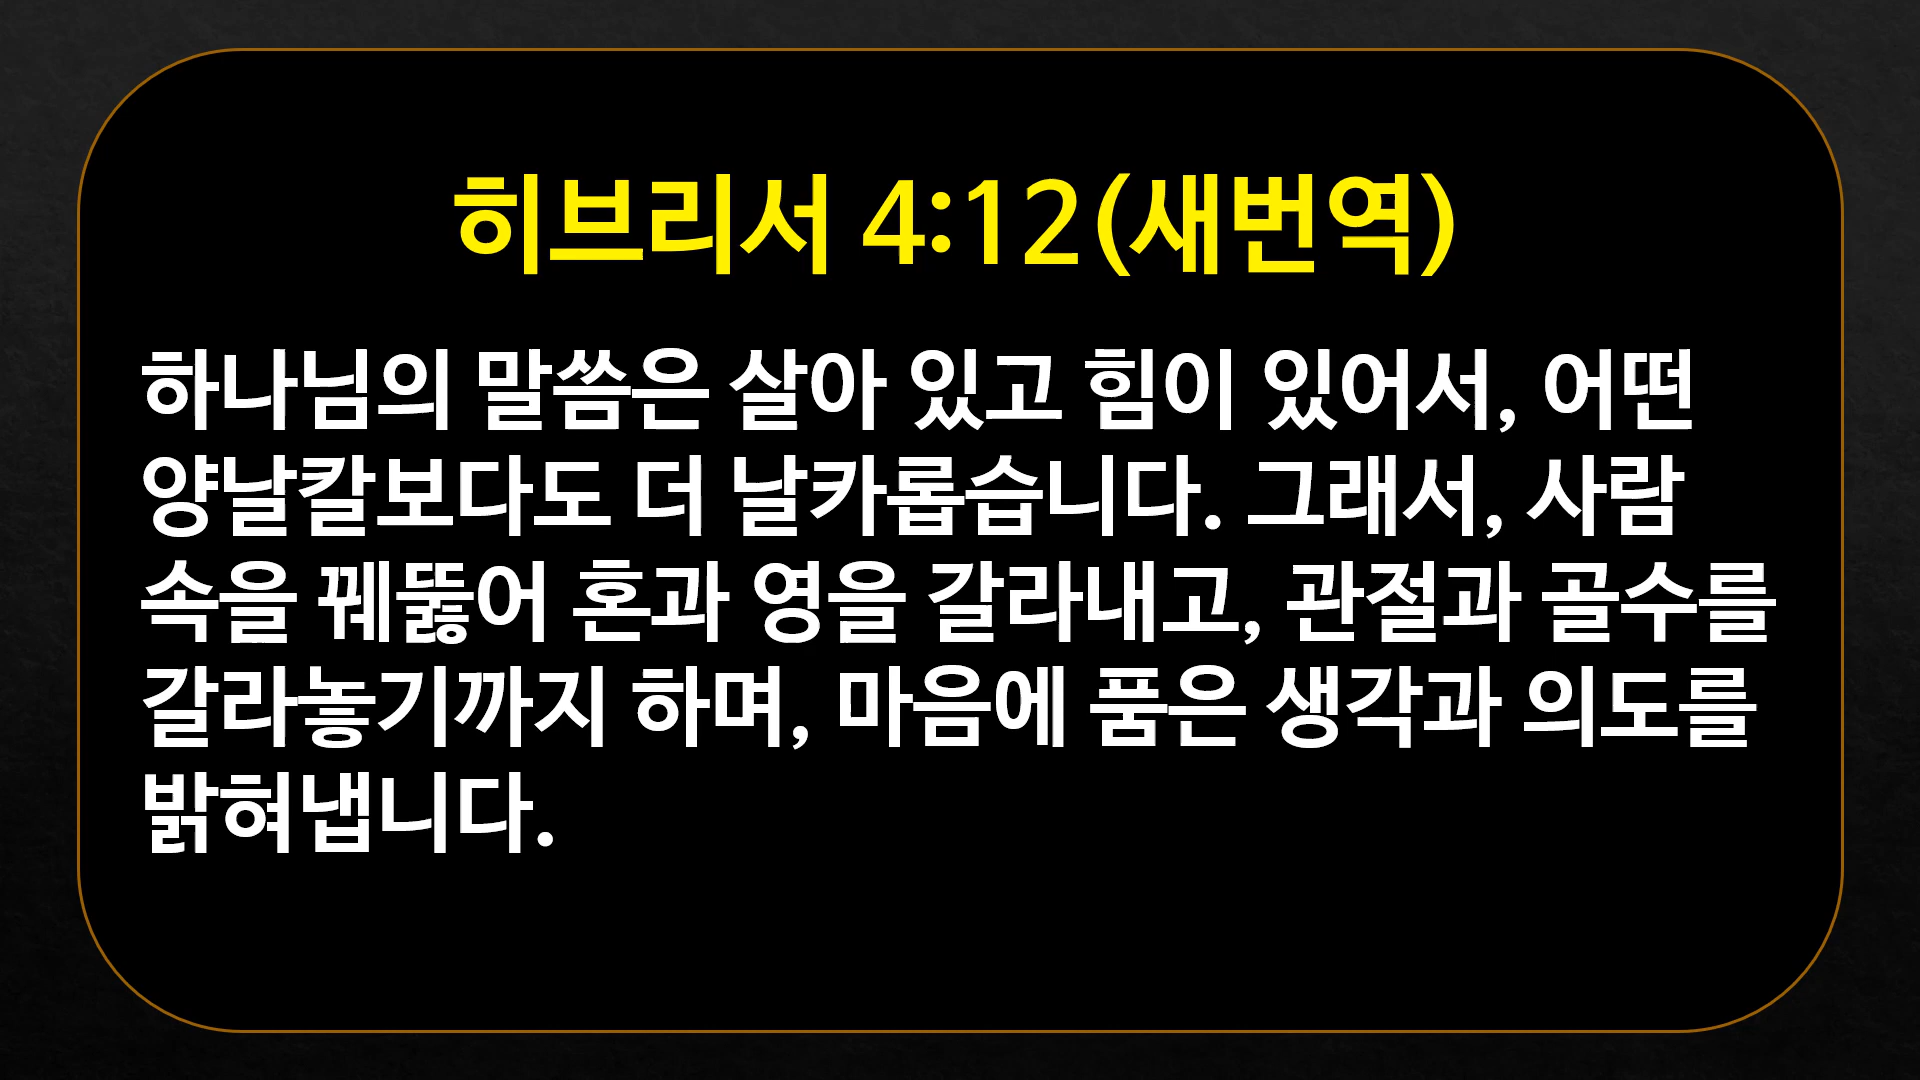 히브리서 4:12(새번역)
하나님의 말씀은 살아 있고 힘이 있어서, 어떤
양날칼보다도 더 날카롭습니다. 그래서, 사람
속을 꿰뚫어 혼과 영을 갈라내고, 관절과 골수를
갈라놓기까지 하며, 마음에 품은 생각과 의도를
밝혀냅니다.